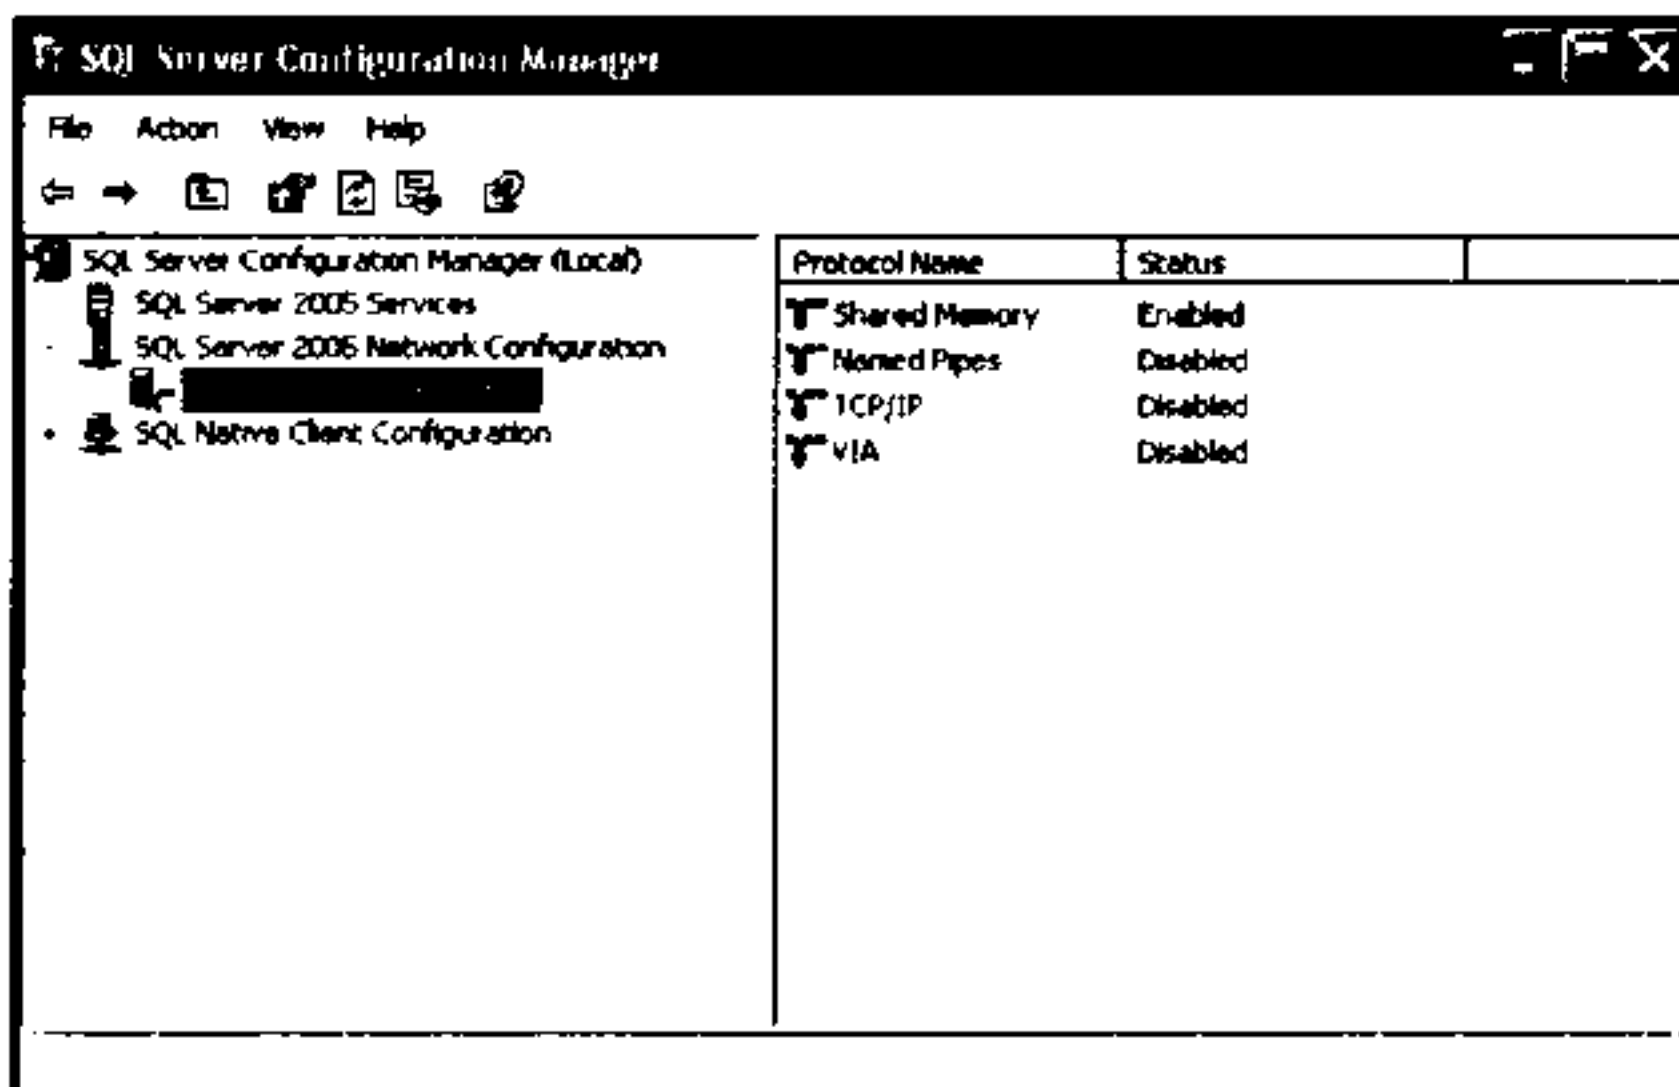 SQL Server Configuration Manager
File Action View Help
SQL Server Configuration Manager (Local)
SQL Server 2005 Services
SQL Server 2005 Network Configuration
SQL Native Client Configuration
Protocol Name Status
Shared Memory Enabled
Named Pipes Disabled
TCP/IP Disabled
VIA Disabled